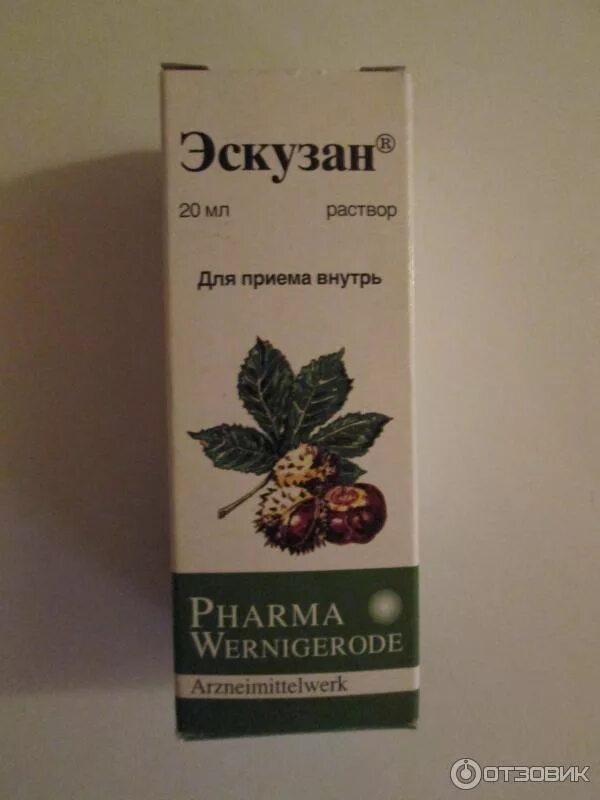 Эскузан®
20 мл раствор
Для приема внутрь
PHARMA
WERNIGERODE
Arzneimittelwerk
ОТЗОВИК